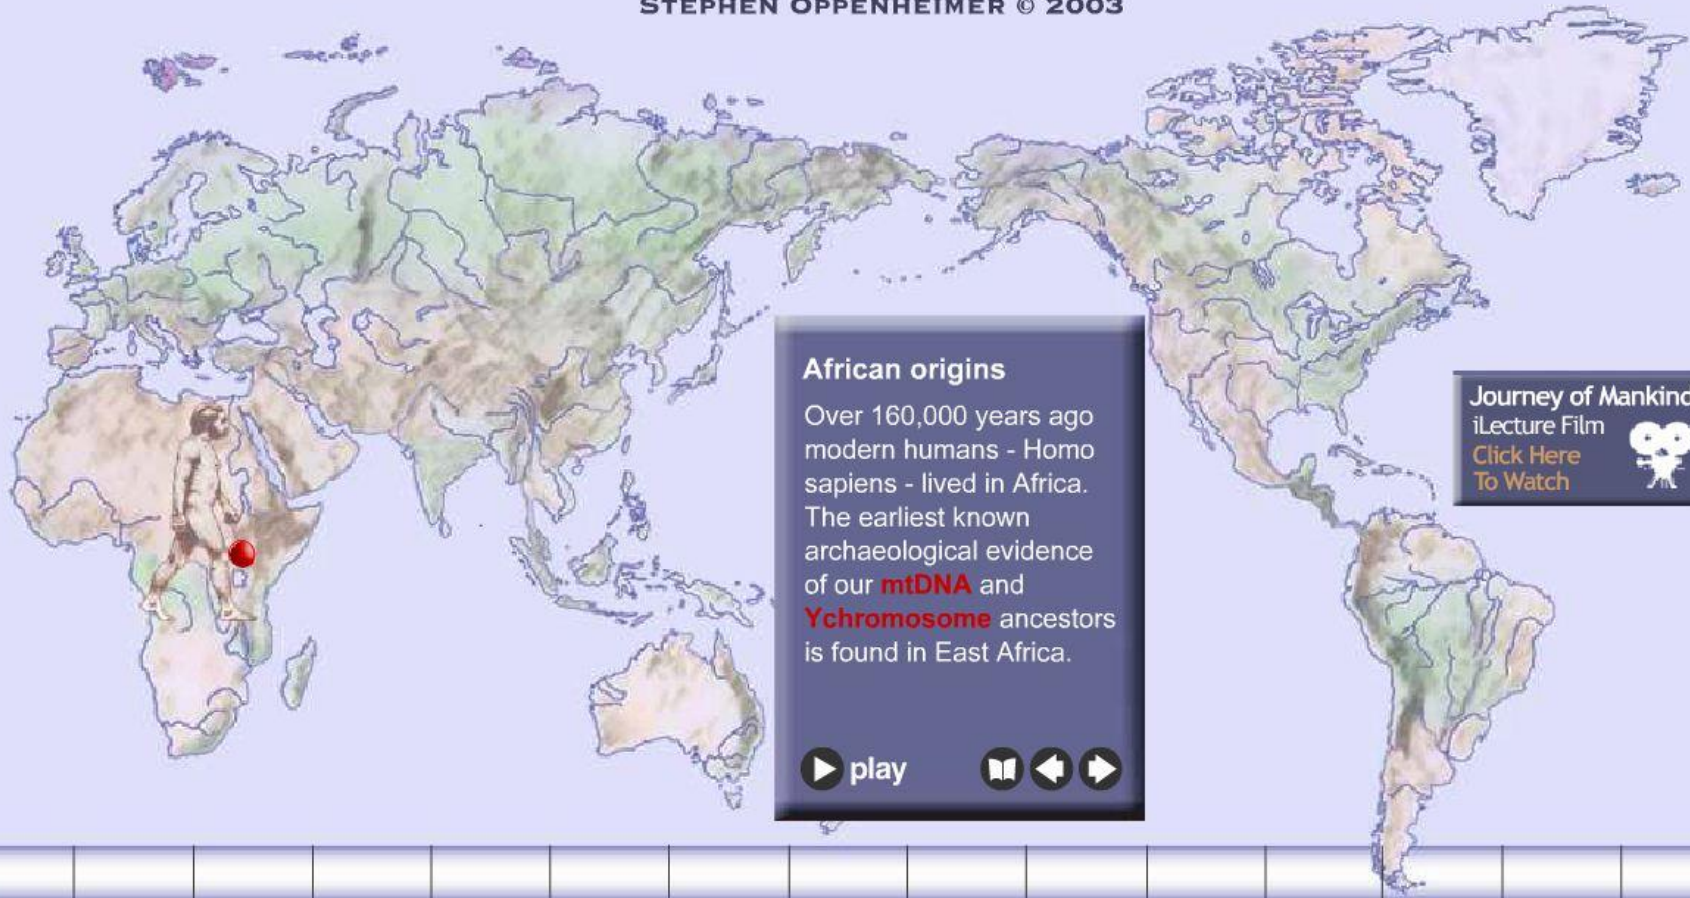 STEPHEN OPPENHEIMER © 2003
African origins
Over 160,000 years ago
modern humans - Homo
sapiens - lived in Africa.
The earliest known
archaeological evidence
of our mtDNA and
Ychromosome ancestors
is found in East Africa.
play
Journey of Mankind
iLecture Film
Click Here
To Watch